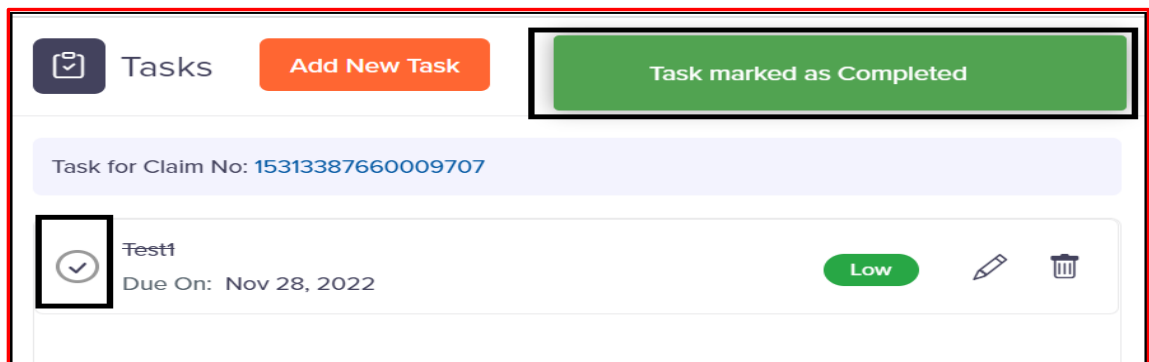 Tasks
Add New Task
Task marked as Completed
Task for Claim No: 15313387660009707
Test1
Due On: Nov 28, 2022
Low